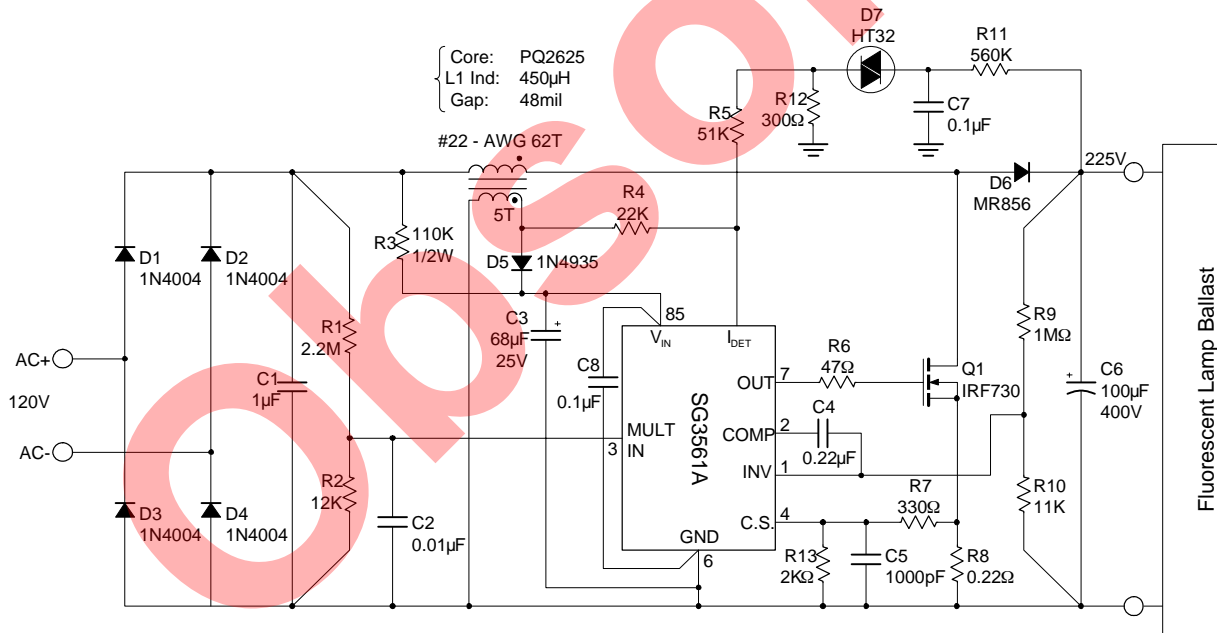 D7
HT32
R11
560K
Core: PQ2625
L1 Ind: 450µH
Gap: 48mil
R12
300Ω
C7
0.1µF
R5
51K
#22 - AWG 62T
225V
D6
MR856
5T
R4
22K
R3
110K
1/2W
D1
1N4004
D2
1N4004
D5
1N4935
C3
68µF
25V
+
85
V_IN
I_DET
R1
2.2M
R9
1MΩ
AC+
120V
AC-
C1
1µF
C8
0.1µF
R6
47Ω
OUT
7
Q1
IRF730
+
C6
100µF
400V
SG3561A
C4
0.22µF
COMP
2
MULT
IN
3
INV
1
R2
12K
R7
330Ω
R10
11K
C.S.
4
D3
1N4004
D4
1N4004
C2
0.01µF
GND
6
R13
2KΩ
C5
1000pF
R8
0.22Ω
Fluorescent Lamp Ballast
Obsol